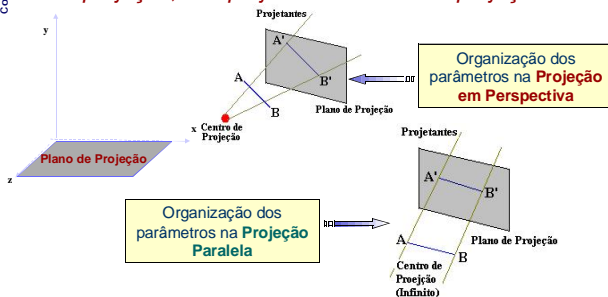 Projetantes
y
A'
B'
A
B
x
Centro de
Projeção
Plano de Projeção
Organização dos
parâmetros na Projeção
em Perspectiva
Plano de Projeção
z
Projetantes
A'
B'
Organização dos
parâmetros na Projeção
Paralela
A
B
Plano de Projeção
Centro de
Proejção
(Infinito)